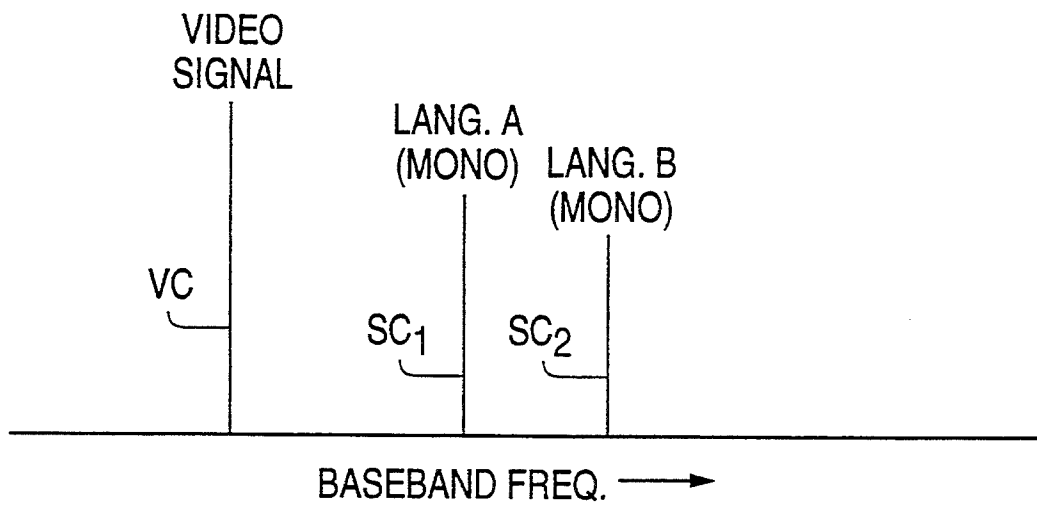 VIDEO
SIGNAL
LANG. A
(MONO)
LANG. B
(MONO)
VC
SC1
SC2
BASEBAND FREQ.